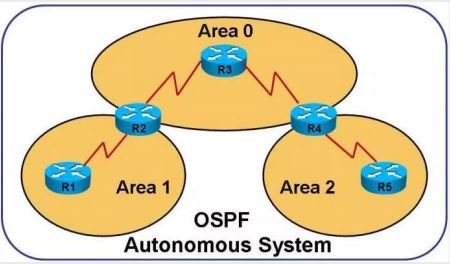 Area 0
R3
R2
R4
R1
Area 1
Area 2
R5
OSPF
Autonomous System